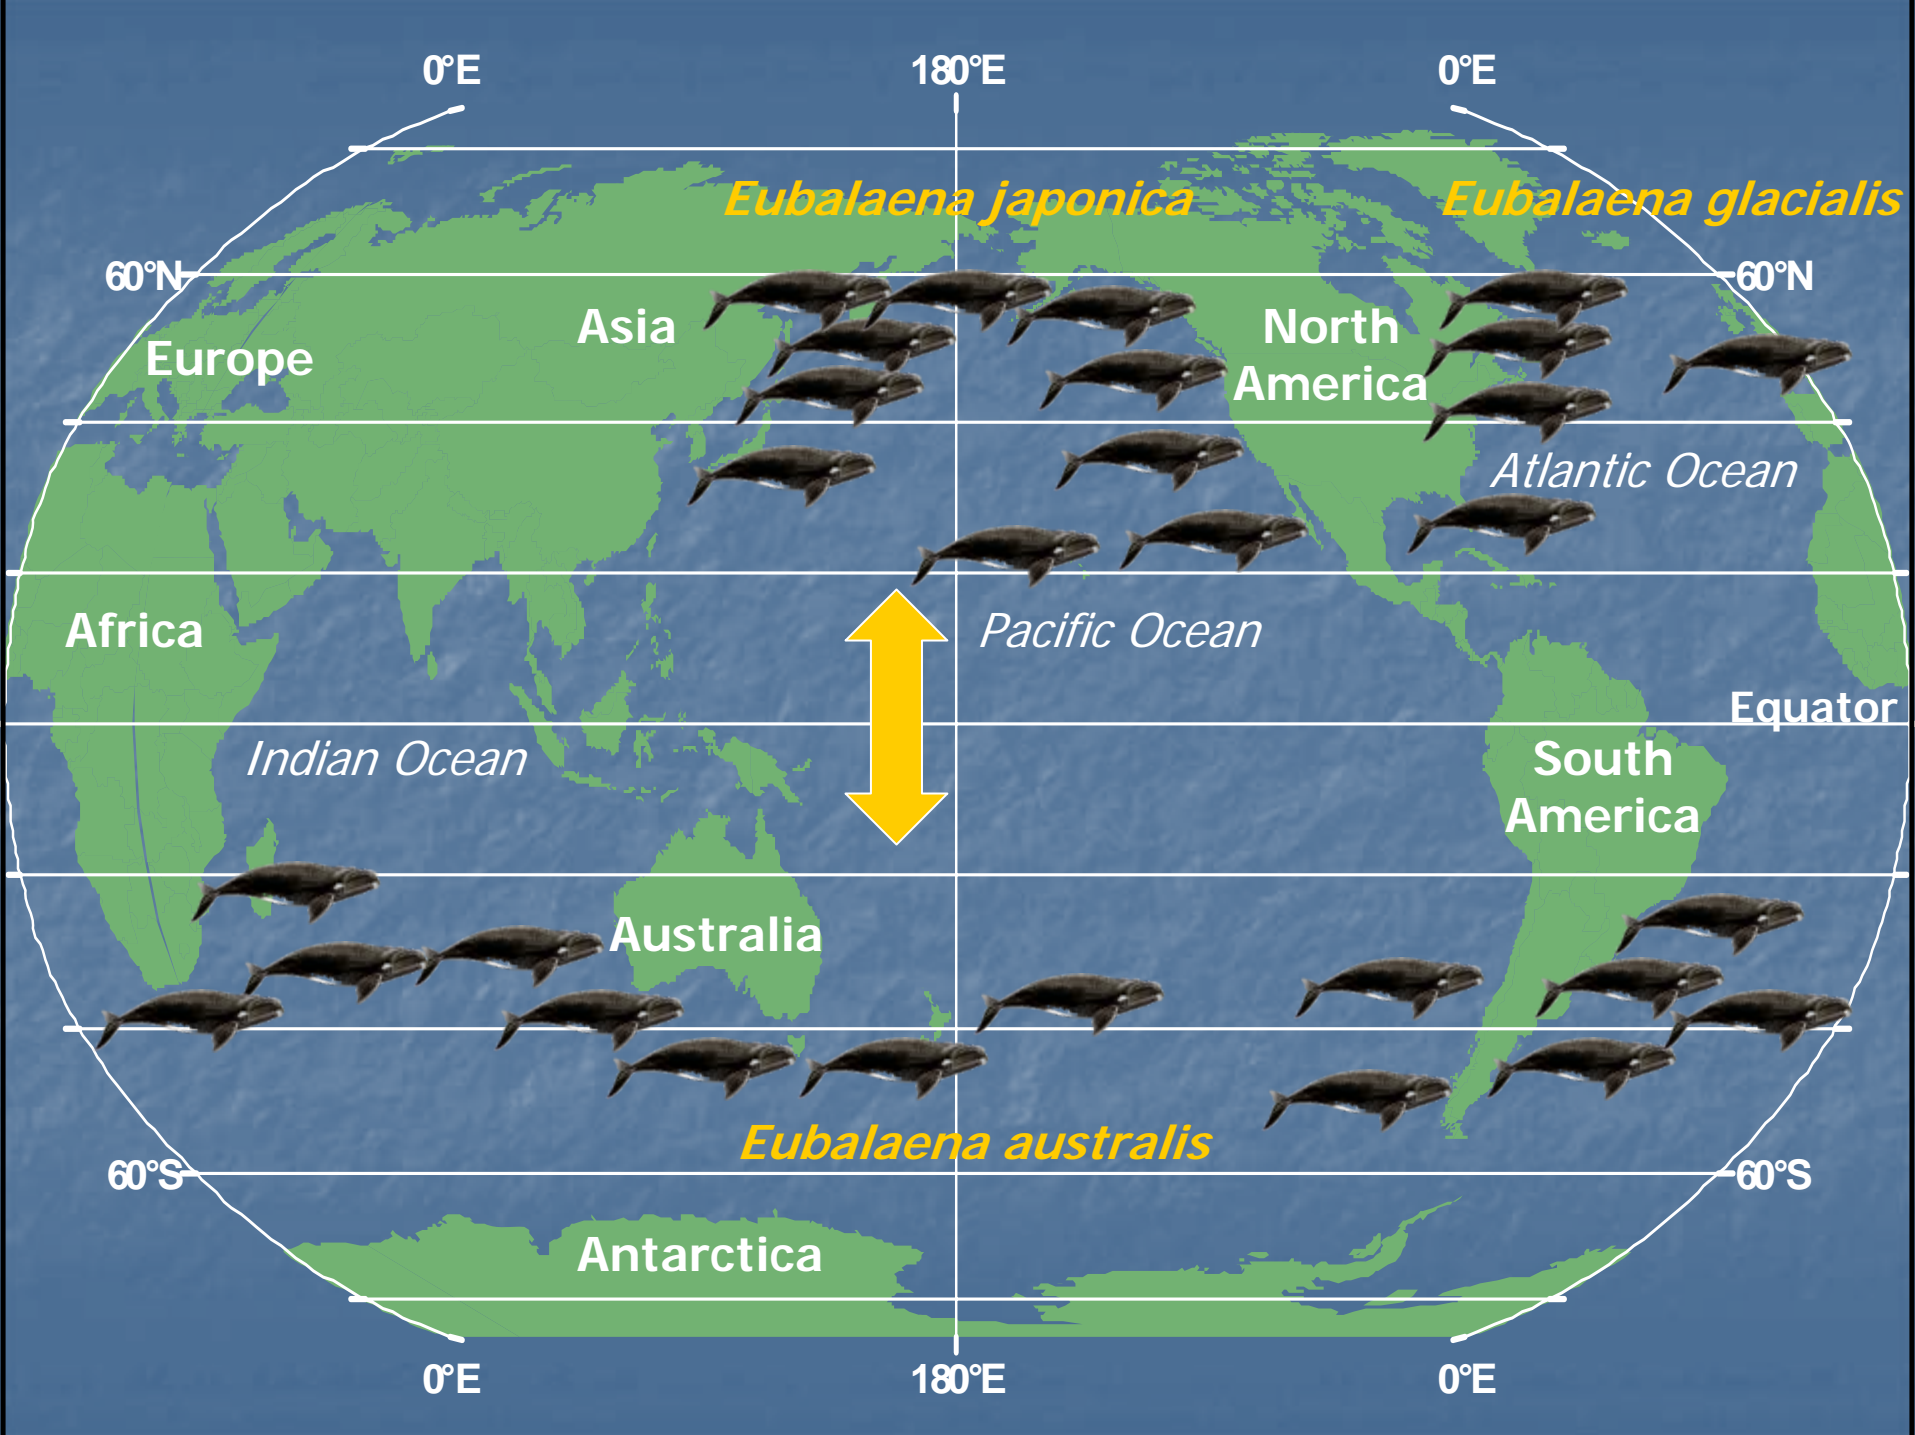 0°E 180°E 0°E
Eubalaena japonica Eubalaena glacialis
60°N 60°N
Asia North
America
Europe
Atlantic Ocean
Africa Pacific Ocean
Equator
Indian Ocean South
America
Australia
Eubalaena australis
60°S 60°S
Antarctica
0°E 180°E 0°E